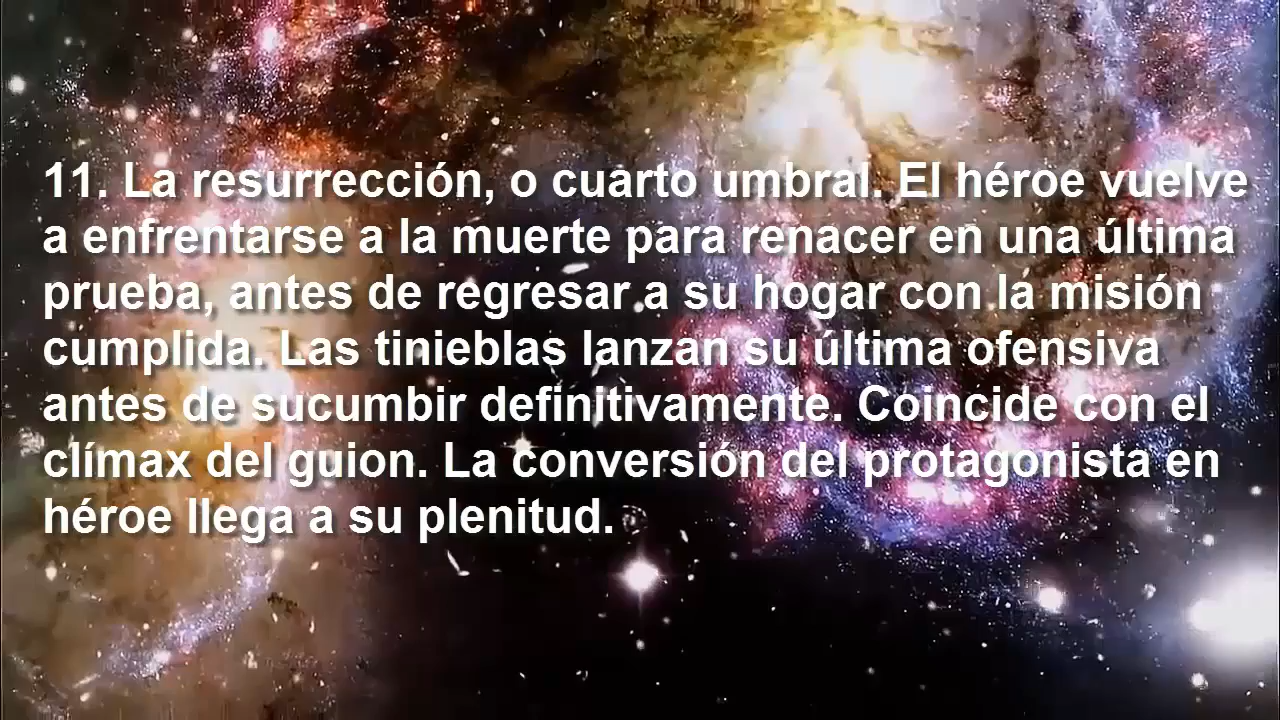 11. La resurrección, o cuarto umbral. El héroe vuelve
a enfrentarse a la muerte para renacer en una última
prueba, antes de regresar a su hogar con la misión
cumplida. Las tinieblas lanzan su última ofensiva
antes de sucumbir definitivamente. Coincide con el
clímax del guion. La conversión del protagonista en
héroe llega a su plenitud.